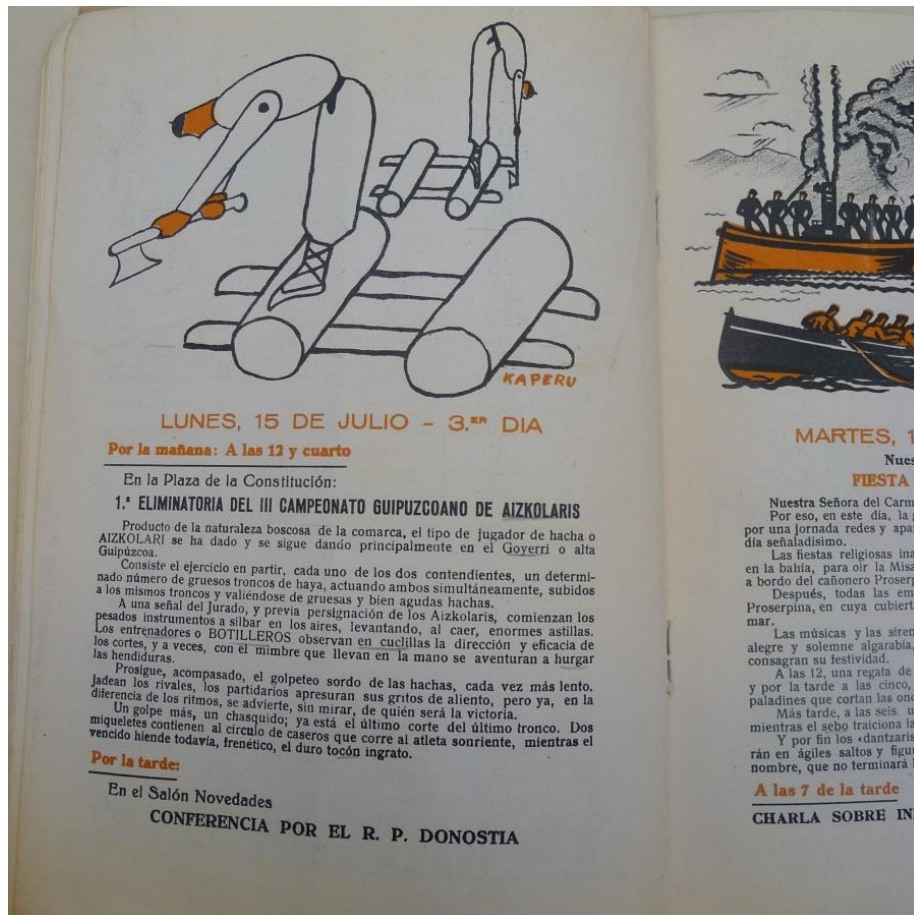 KAPERU
LUNES, 15 DE JULIO - 3.ER DIA
Por la mañana: A las 12 y cuarto
En la Plaza de la Constitución:
1.ª ELIMINATORIA DEL III CAMPEONATO GUIPUZCOANO DE AIZKOLARIS
Producto de la naturaleza boscosa de la comarca, el tipo de jugador de hacha o
AIZKOLARI se ha dado y se sigue dando principalmente en el Goyerri o alta
Guipúzcoa.
Consiste el ejercicio en partir, cada uno de los dos contendientes, un determi-
nado número de gruesos troncos de haya, actuando ambos simultáneamente, subidos
a los mismos troncos y valiéndose de gruesas y bien agudas hachas.
A una señal del Jurado, y previa persignación de los Aizkolaris, comienzan los
pesados instrumentos a silbar en los aires, levantando, al caer, enormes astillas.
Los entrenadores o BOTILLEROS observan en cuclillas la dirección y eficacia de
los cortes, y a veces, con el mimbre que llevan en la mano se aventuran a hurgar
las hendiduras.
Prosigue, acompasado, el golpeteo sordo de las hachas, cada vez más lento.
Jadean los rivales, los partidarios apresuran sus gritos de aliento, pero ya, en la
diferencia de los ritmos, se advierte, sin mirar, de quién será la victoria.
Un golpe más, un chasquido; ya está el último corte del último tronco. Dos
miqueletes contienen al círculo de caseros que corre al atleta sonriente, mientras el
vencido hiende todavía, frenético, el duro tocón ingrato.
Por la tarde:
En el Salón Novedades
CONFERENCIA POR EL R. P. DONOSTIA
MARTES, 1
Nues
FIESTA
Nuestra Señora del Carm
Por eso, en este día, la
por una jornada redes y apa
día señaladísimo.
Las fiestas religiosas ina
en la bahía, para oir la Misa
a bordo del cañonero Proserp
Después, todas las em
Proserpina, en cuya cubiert
mar.
Las músicas y las siren
alegre y solemne algarabía,
consagran su festividad.
A las 12, una regata de
y por la tarde a las cinco,
paladines que cortan las ond
Más tarde, a las seis, u
mientras el sebo traiciona la
Y por fin los «dantzaris
rán en ágiles saltos y figu
nombre, que no terminará
A las 7 de la tarde
CHARLA SOBRE IN